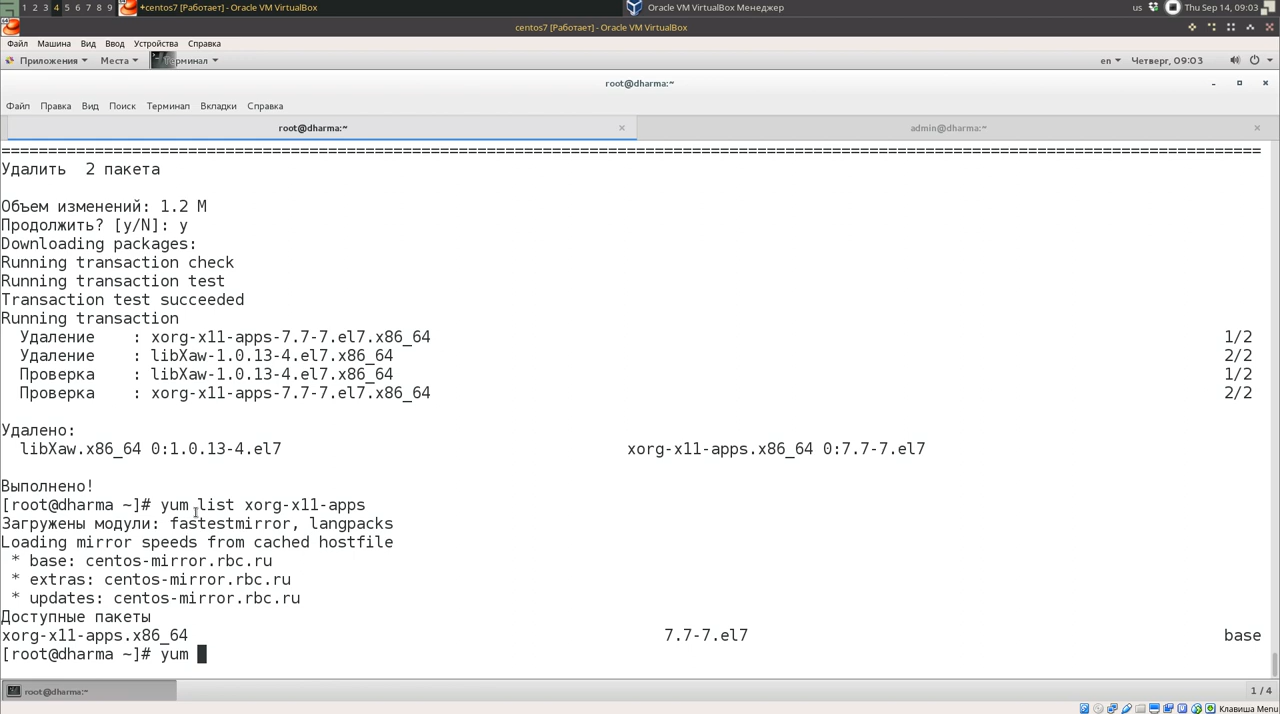 1 2 3 4 5 6 7 8 9 +centos7 [Работает] - Oracle VM VirtualBox Oracle VM VirtualBox Менеджер us Thu Sep 14, 09:03
centos7 [Работает] - Oracle VM VirtualBox
Файл Машина Вид Ввод Устройства Справка
Приложения Места Терминал en Четверг, 09:03
root@dharma:~
Файл Правка Вид Поиск Терминал Вкладки Справка
root@dharma:~ admin@dharma:~
Удалить 2 пакета
Объем изменений: 1.2 M
Продолжить? [y/N]: y
Downloading packages:
Running transaction check
Running transaction test
Transaction test succeeded
Running transaction
Удаление : xorg-x11-apps-7.7-7.el7.x86_64 1/2
Удаление : libXaw-1.0.13-4.el7.x86_64 2/2
Проверка : libXaw-1.0.13-4.el7.x86_64 1/2
Проверка : xorg-x11-apps-7.7-7.el7.x86_64 2/2
Удалено:
libXaw.x86_64 0:1.0.13-4.el7 xorg-x11-apps.x86_64 0:7.7-7.el7
Выполнено!
[root@dharma ~]# yum list xorg-x11-apps
Загружены модули: fastestmirror, langpacks
Loading mirror speeds from cached hostfile
* base: centos-mirror.rbc.ru
* extras: centos-mirror.rbc.ru
* updates: centos-mirror.rbc.ru
Доступные пакеты
xorg-x11-apps.x86_64 7.7-7.el7 base
[root@dharma ~]# yum
root@dharma:~ 1 / 4
Клавиша Menu